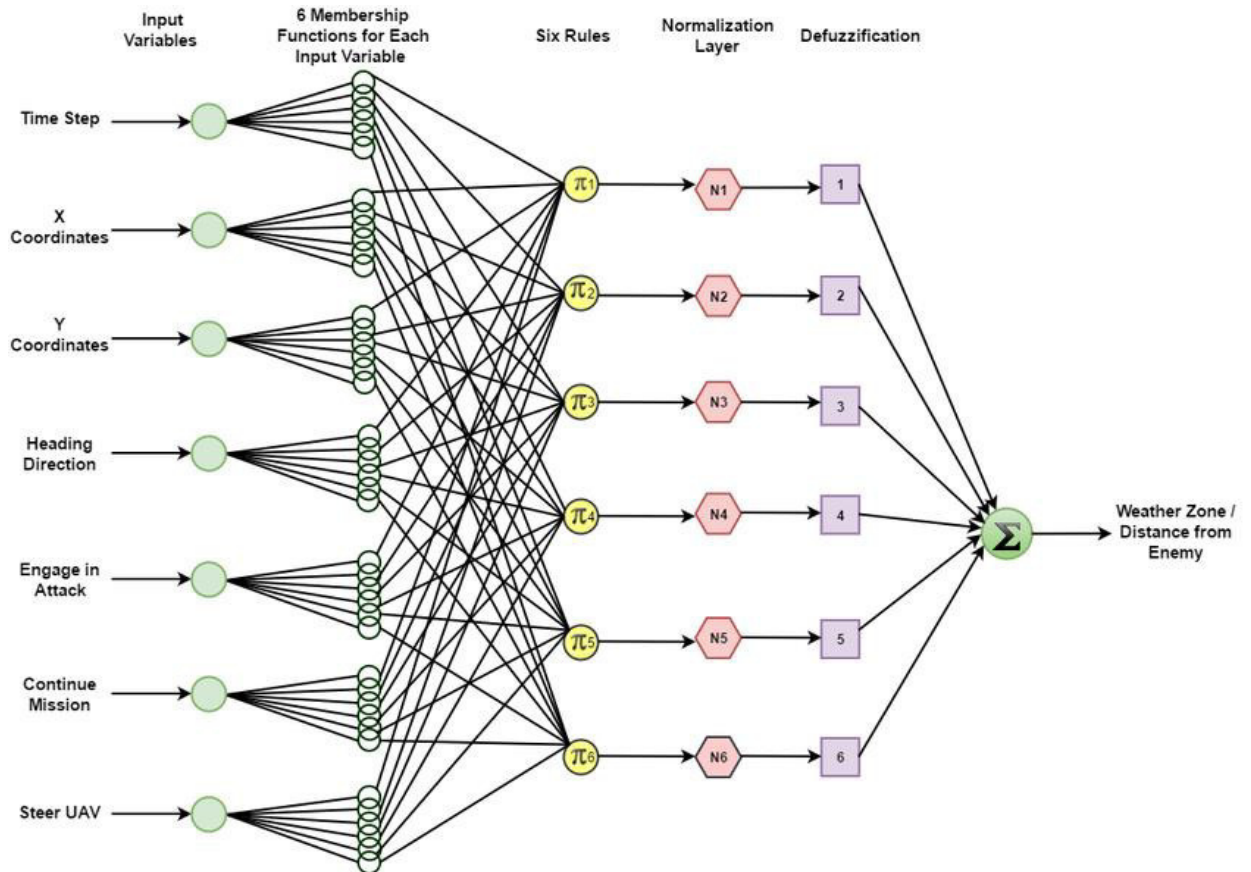 Input
Variables
6 Membership
Functions for Each
Input Variable
Six Rules
Normalization
Layer
Defuzzification
Time Step
X
Coordinates
Y
Coordinates
Heading
Direction
Engage in
Attack
Continue
Mission
Steer UAV
π1
π2
π3
π4
π5
π6
N1
N2
N3
N4
N5
N6
1
2
3
4
5
6
Σ
Weather Zone /
Distance from
Enemy